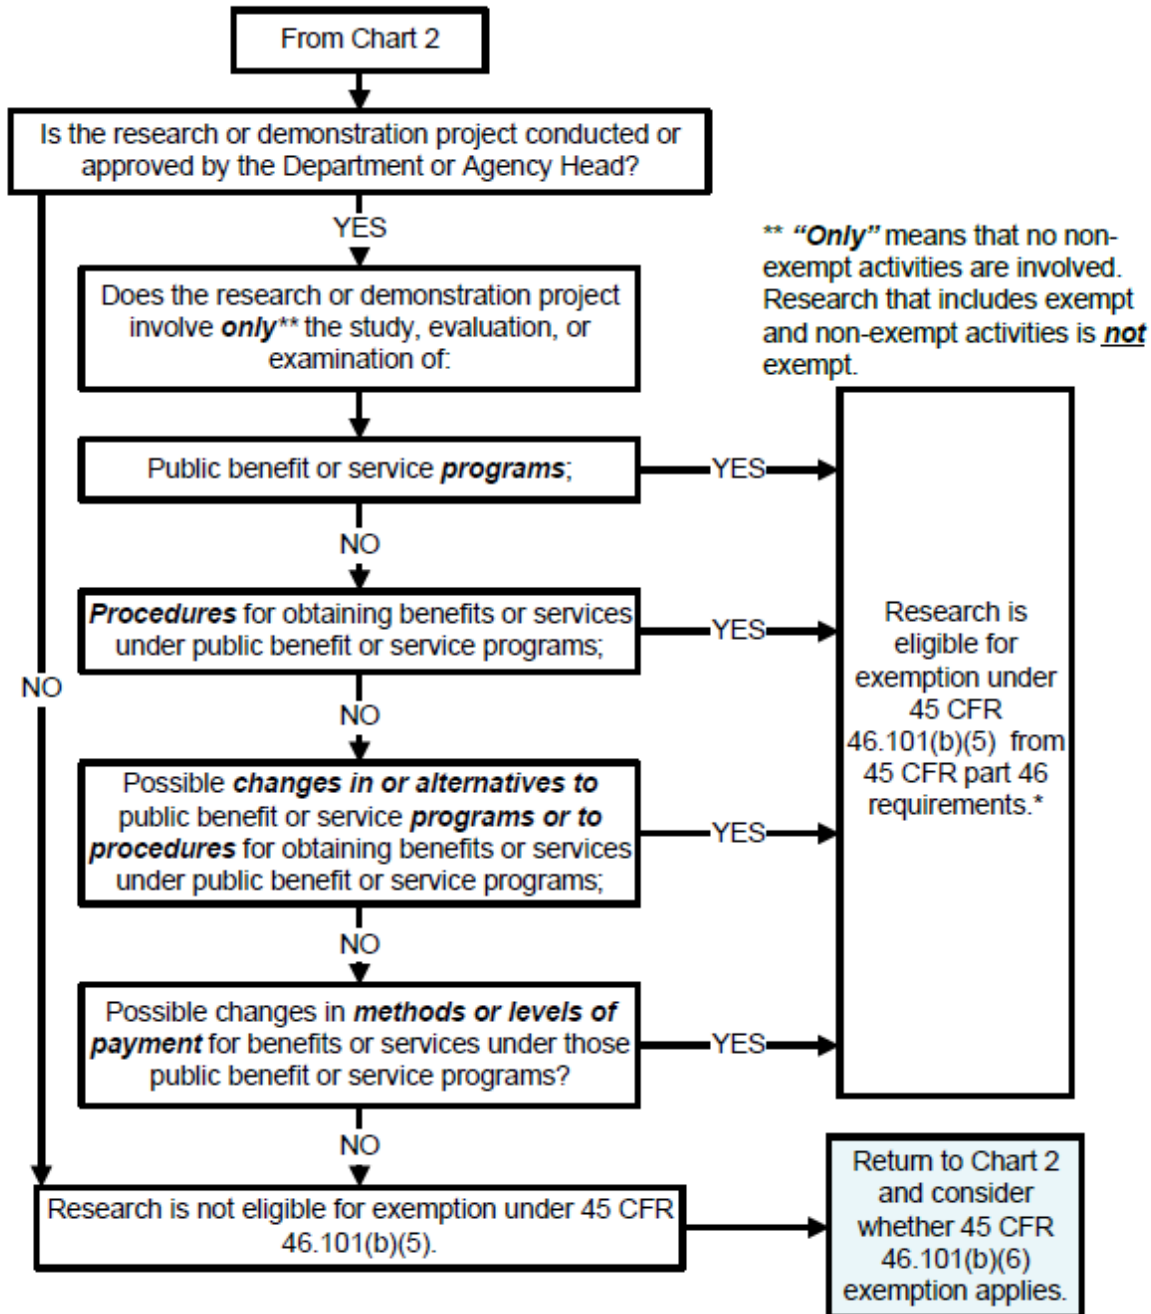 From Chart 2
Is the research or demonstration project conducted or
approved by the Department or Agency Head?
YES
** “Only” means that no non-
exempt activities are involved.
Research that includes exempt
and non-exempt activities is not
exempt.
Does the research or demonstration project
involve only** the study, evaluation, or
examination of:
Public benefit or service programs;
YES
NO
Procedures for obtaining benefits or services
under public benefit or service programs;
YES
NO
NO
Possible changes in or alternatives to
public benefit or service programs or to
procedures for obtaining benefits or services
under public benefit or service programs;
YES
NO
Possible changes in methods or levels of
payment for benefits or services under those
public benefit or service programs?
YES
NO
Research is
eligible for
exemption under
45 CFR
46.101(b)(5) from
45 CFR part 46
requirements.*
Research is not eligible for exemption under 45 CFR
46.101(b)(5).
Return to Chart 2
and consider
whether 45 CFR
46.101(b)(6)
exemption applies.